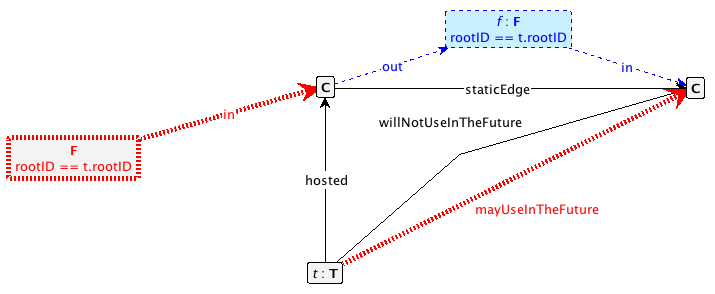 f : F
rootID == t.rootID
out
in
C
staticEdge
C
in
willNotUseInTheFuture
F
rootID == t.rootID
hosted
mayUseInTheFuture
t : T